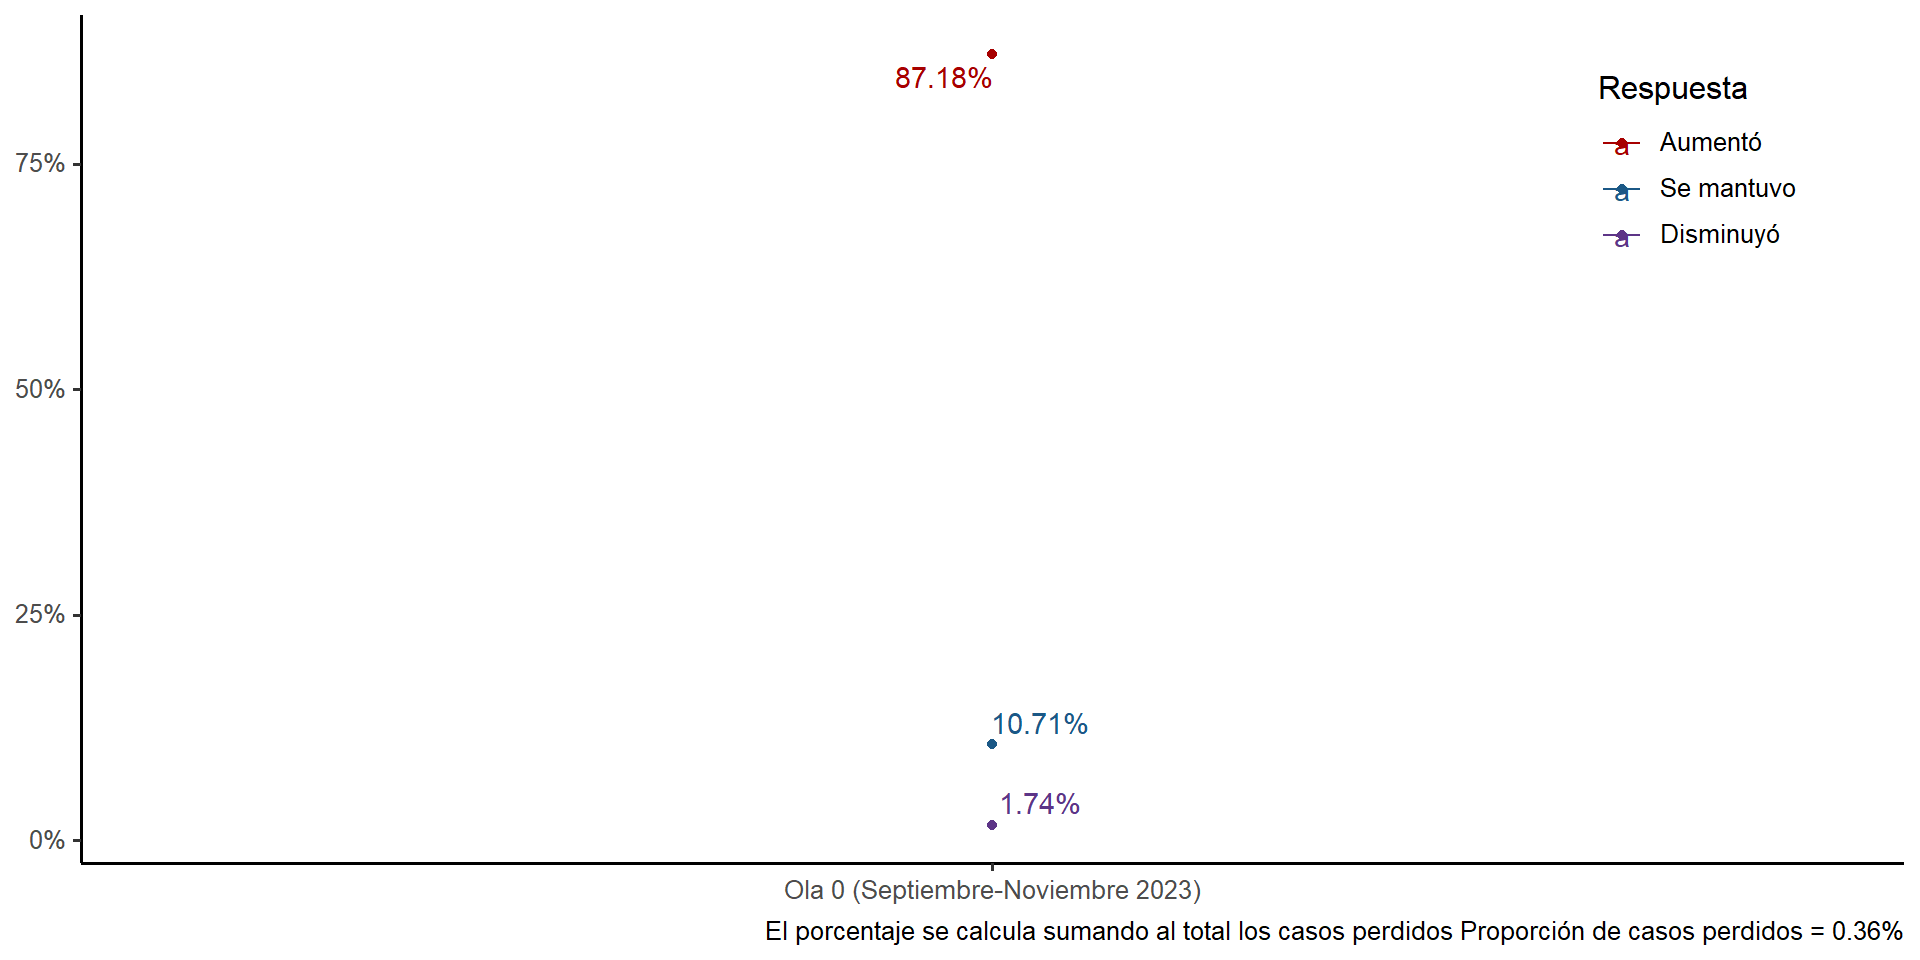 87.18%
Respuesta
a Aumentó
a Se mantuvo
a Disminuyó
75%
50%
25%
10.71%
1.74%
0%
Ola 0 (Septiembre-Noviembre 2023)
El porcentaje se calcula sumando al total los casos perdidos Proporción de casos perdidos = 0.36%